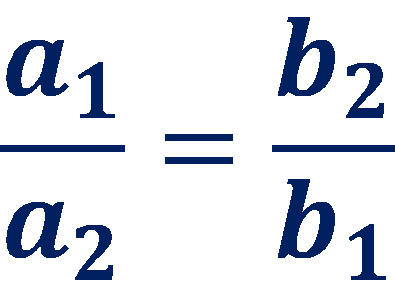 a₁/a₂ = b₂/b₁